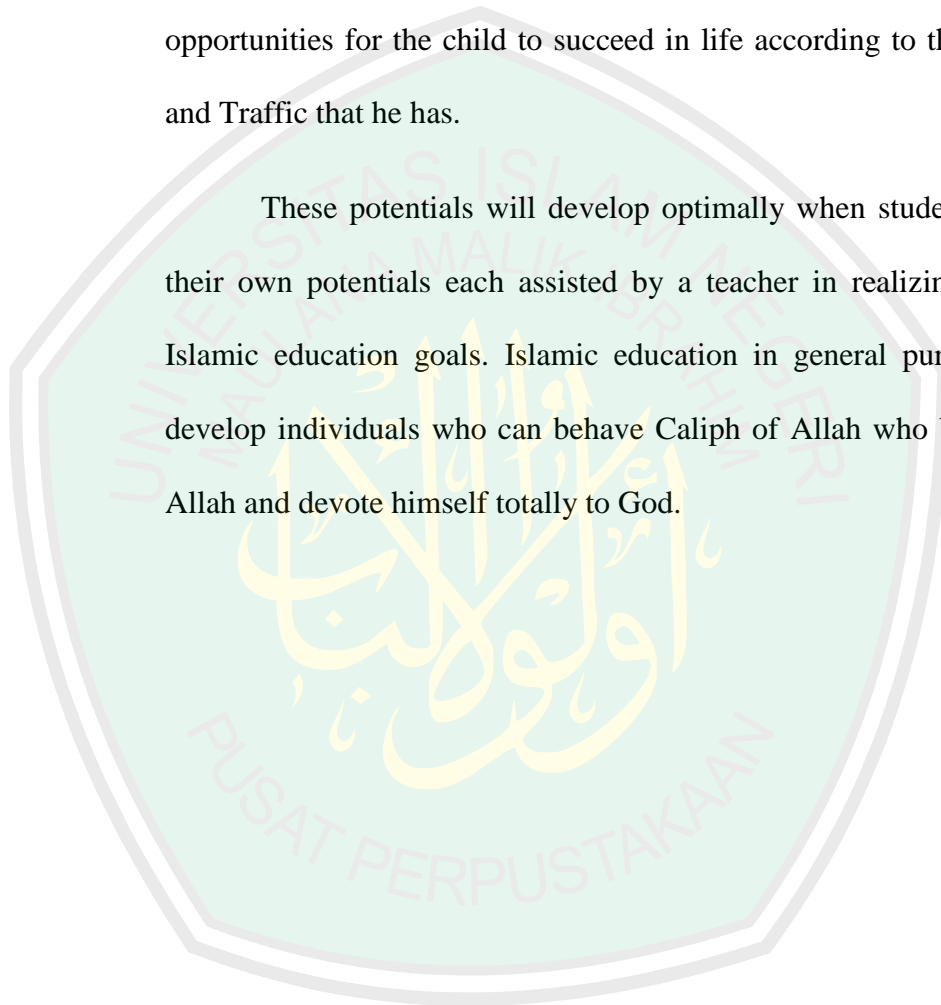 opportunities for the child to succeed in life according to th
and Traffic that he has.
These potentials will develop optimally when stude
their own potentials each assisted by a teacher in realizin
Islamic education goals. Islamic education in general pur
develop individuals who can behave Caliph of Allah who
Allah and devote himself totally to God.
UNIVERSITAS ISLAM NEGERI
MAULANA MALIK IBRAHIM
أولوا الألباب
PUSAT PERPUSTAKAAN